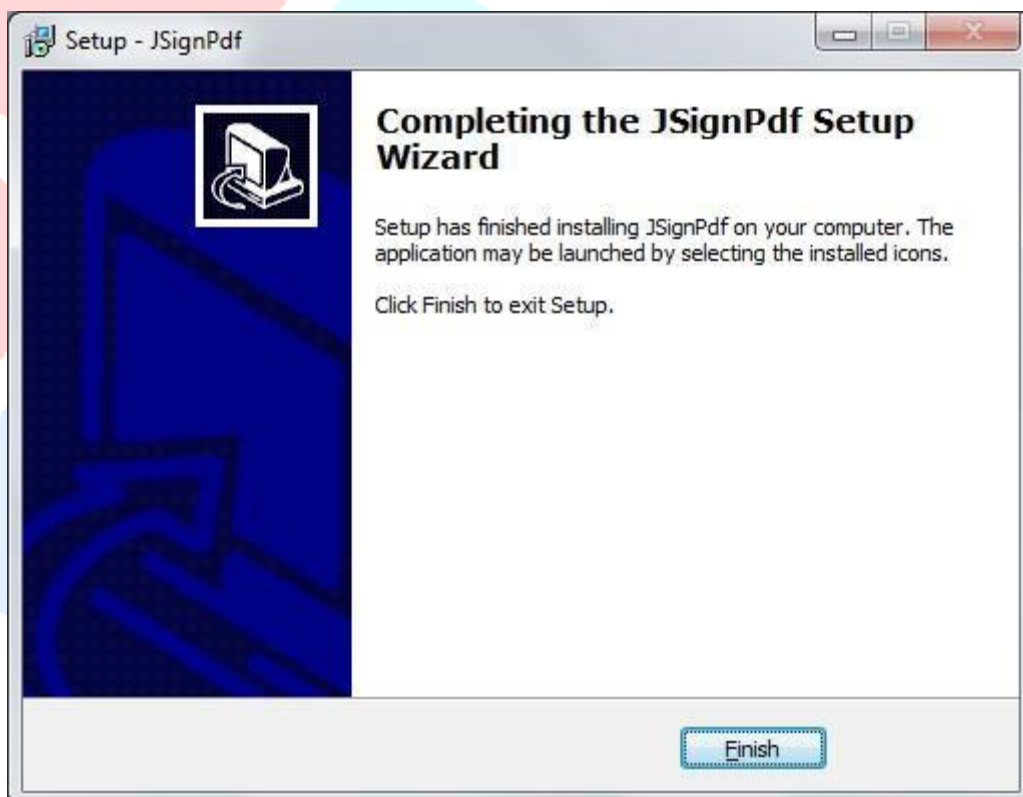 Setup - JSignPdf
Completing the JSignPdf Setup
Wizard
Setup has finished installing JSignPdf on your computer. The
application may be launched by selecting the installed icons.
Click Finish to exit Setup.
Finish